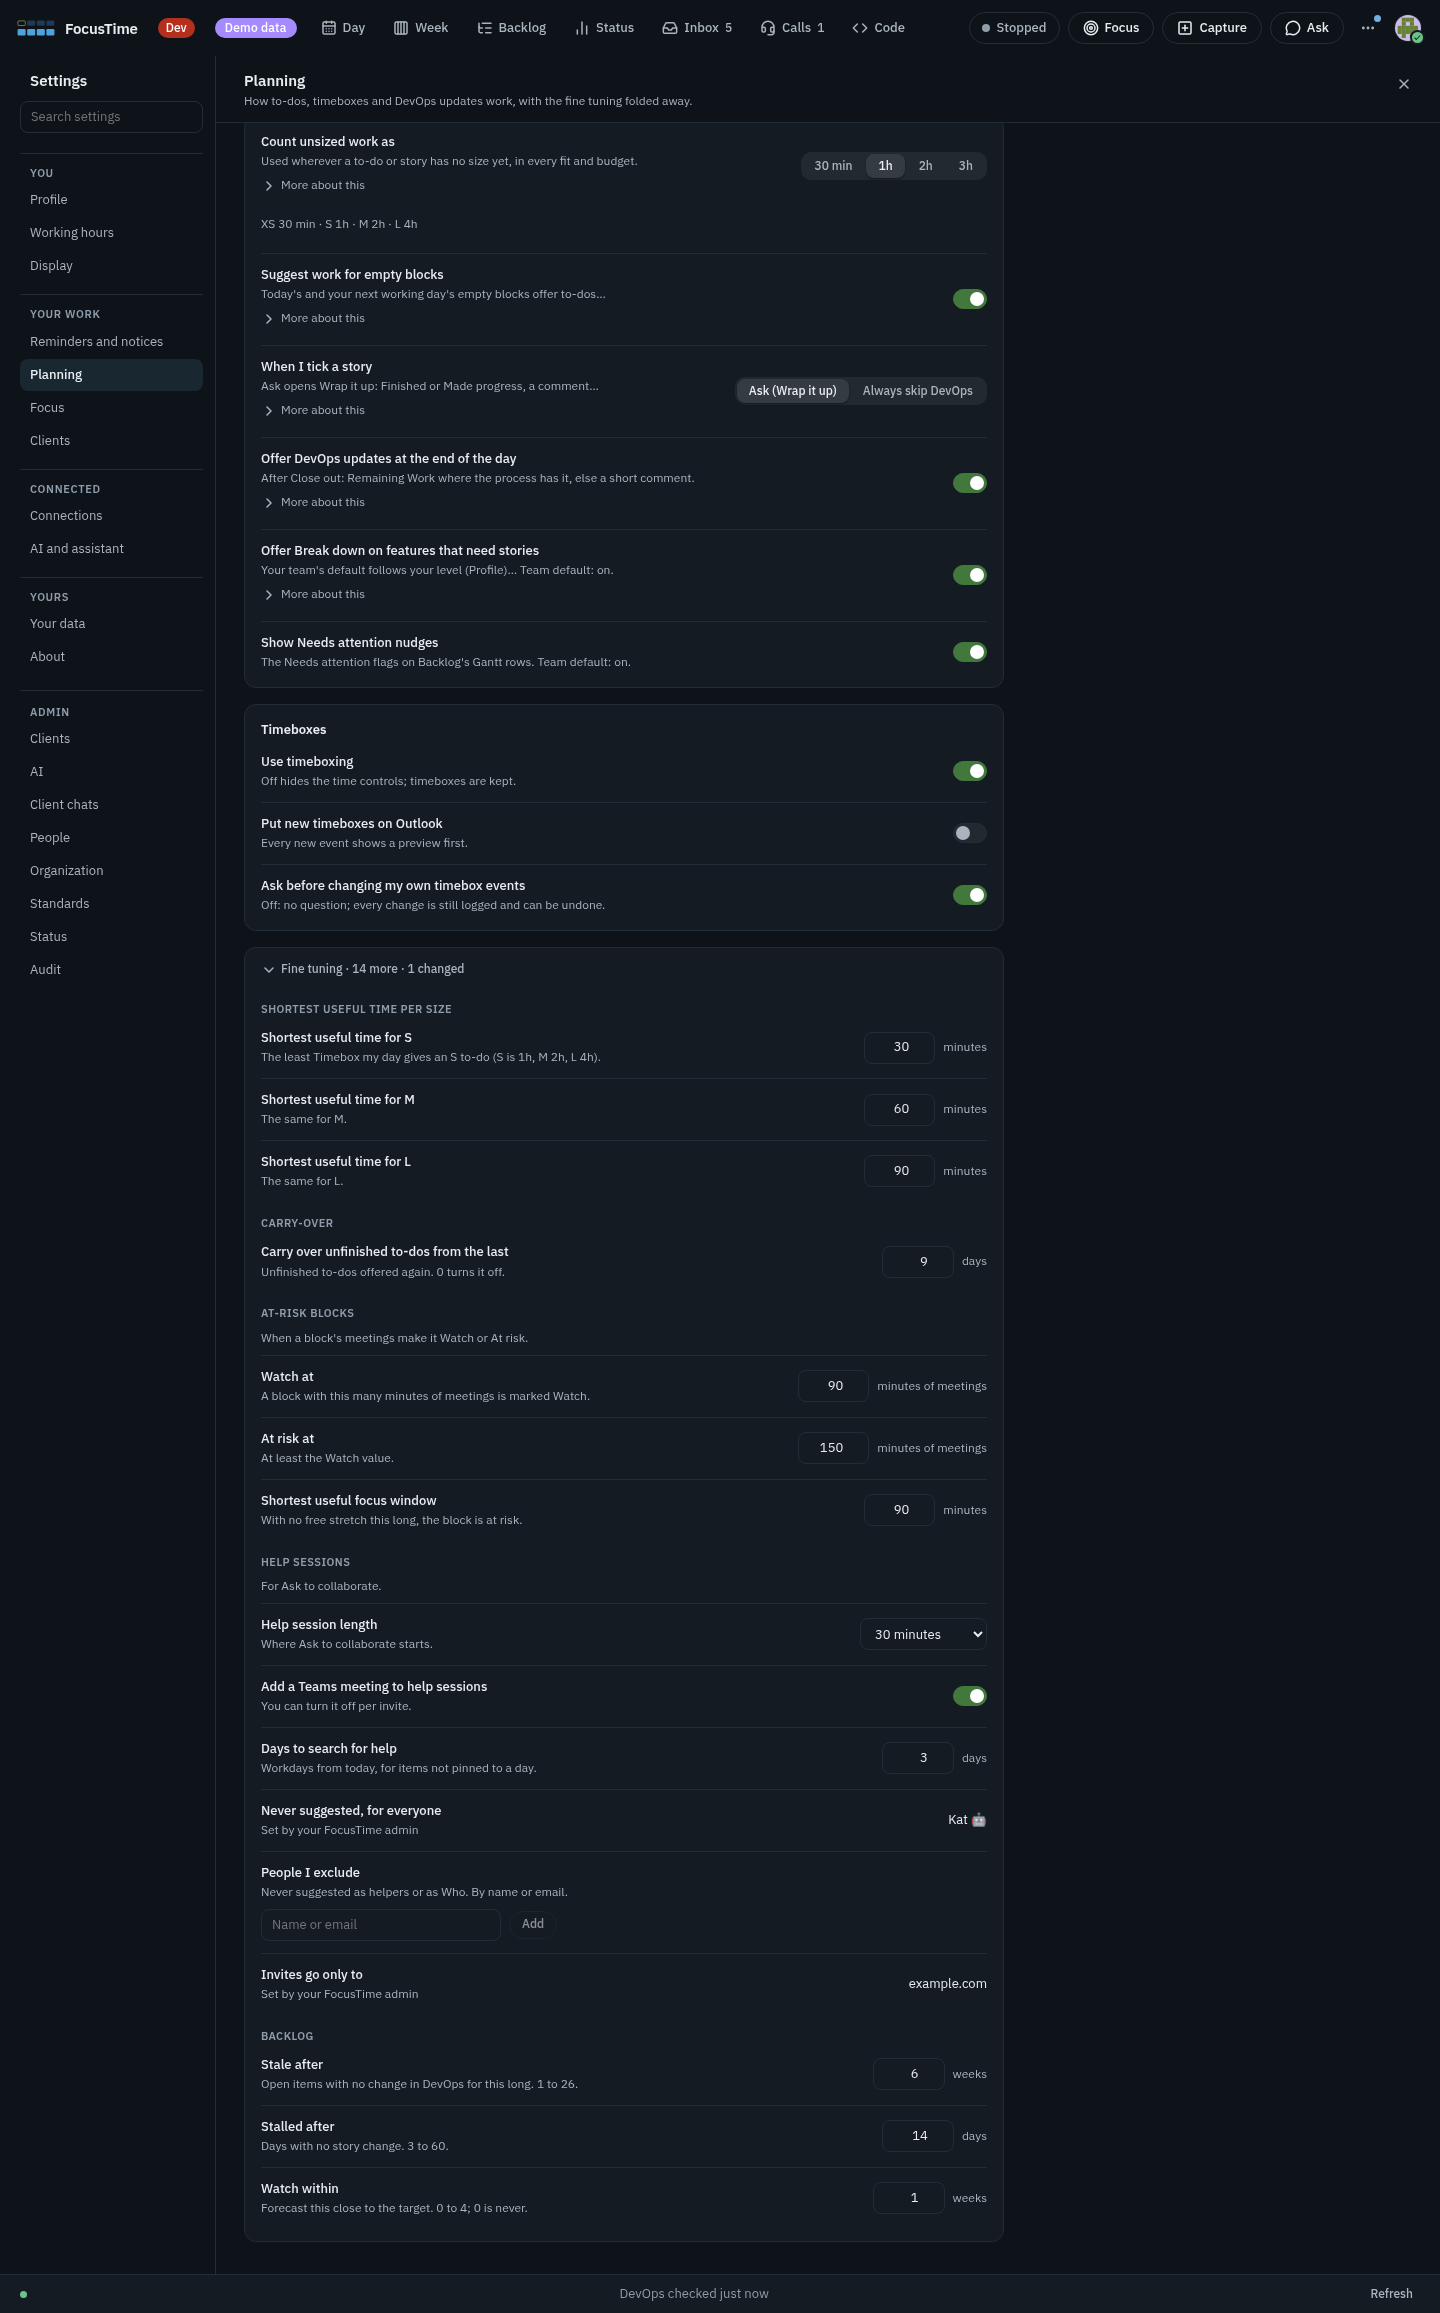 FocusTime
Dev
Demo data
Day
Week
Backlog
Status
Inbox 5
Calls 1
Code
Stopped
Focus
Capture
Ask
Settings
Search settings
YOU
Profile
Working hours
Display
YOUR WORK
Reminders and notices
Planning
Focus
Clients
CONNECTED
Connections
AI and assistant
YOURS
Your data
About
ADMIN
Clients
AI
Client chats
People
Organization
Standards
Status
Audit
Planning
How to-dos, timeboxes and DevOps updates work, with the fine tuning folded away.
Count unsized work as
Used wherever a to-do or story has no size yet, in every fit and budget.
More about this
30 min 1h 2h 3h
XS 30 min · S 1h · M 2h · L 4h
Suggest work for empty blocks
Today's and your next working day's empty blocks offer to-dos...
More about this
When I tick a story
Ask opens Wrap it up: Finished or Made progress, a comment...
More about this
Ask (Wrap it up) Always skip DevOps
Offer DevOps updates at the end of the day
After Close out: Remaining Work where the process has it, else a short comment.
More about this
Offer Break down on features that need stories
Your team's default follows your level (Profile)... Team default: on.
More about this
Show Needs attention nudges
The Needs attention flags on Backlog's Gantt rows. Team default: on.
Timeboxes
Use timeboxing
Off hides the time controls; timeboxes are kept.
Put new timeboxes on Outlook
Every new event shows a preview first.
Ask before changing my own timebox events
Off: no question; every change is still logged and can be undone.
Fine tuning · 14 more · 1 changed
SHORTEST USEFUL TIME PER SIZE
Shortest useful time for S
The least Timebox my day gives an S to-do (S is 1h, M 2h, L 4h).
30 minutes
Shortest useful time for M
The same for M.
60 minutes
Shortest useful time for L
The same for L.
90 minutes
CARRY-OVER
Carry over unfinished to-dos from the last
Unfinished to-dos offered again. 0 turns it off.
9 days
AT-RISK BLOCKS
When a block's meetings make it Watch or At risk.
Watch at
A block with this many minutes of meetings is marked Watch.
90 minutes of meetings
At risk at
At least the Watch value.
150 minutes of meetings
Shortest useful focus window
With no free stretch this long, the block is at risk.
90 minutes
HELP SESSIONS
For Ask to collaborate.
Help session length
Where Ask to collaborate starts.
30 minutes
Add a Teams meeting to help sessions
You can turn it off per invite.
Days to search for help
Workdays from today, for items not pinned to a day.
3 days
Never suggested, for everyone
Set by your FocusTime admin
Kat 🤖
People I exclude
Never suggested as helpers or as Who. By name or email.
Name or email
Add
Invites go only to
Set by your FocusTime admin
example.com
BACKLOG
Stale after
Open items with no change in DevOps for this long. 1 to 26.
6 weeks
Stalled after
Days with no story change. 3 to 60.
14 days
Watch within
Forecast this close to the target. 0 to 4; 0 is never.
1 weeks
DevOps checked just now
Refresh